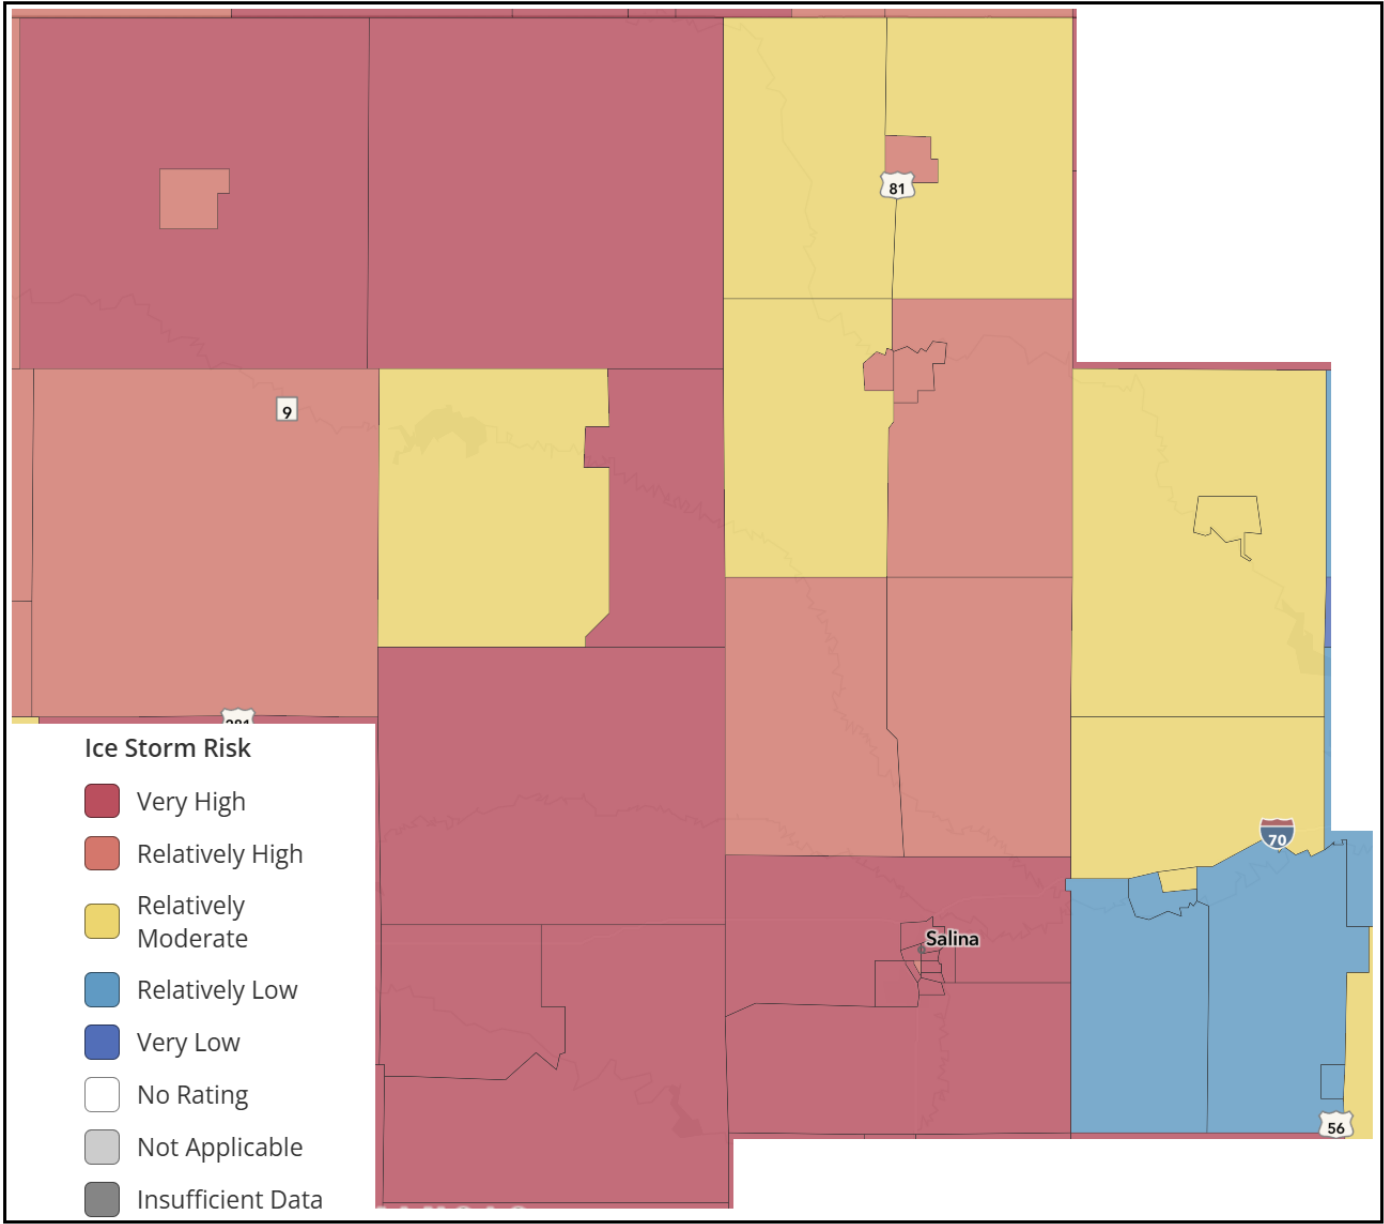 81
9
281
Ice Storm Risk
Very High
Relatively High
Relatively
Moderate
Relatively Low
Very Low
No Rating
Not Applicable
Insufficient Data
70
Salina
56